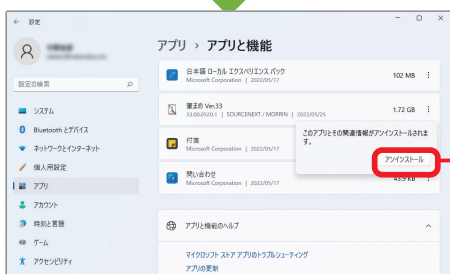 ← 設定
アプリ › アプリと機能
設定の検索
システム
Bluetooth とデバイス
ネットワークとインターネット
個人用設定
アプリ
アカウント
時刻と言語
ゲーム
アクセシビリティ
日本語 ローカル エクスペリエンス パック
Microsoft Corporation | 2022/05/17
102 MB
筆まめ Ver.33
33.00.0520.1 | SOURCENEXT / MORRIN | 2022/05/25
1.72 GB
付箋
Microsoft Corporation | 2022/05/17
このアプリとその関連情報がアンインストールされま
す。
アンインストール
問い合わせ
Microsoft Corporation | 2022/05/17
43.9 KB
アプリと機能のヘルプ
マイクロソフト ストア アプリのトラブルシューティング
アプリの更新